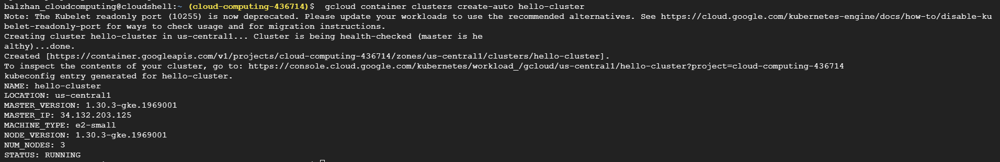 balzhan_cloudcomputing@cloudshell:~ (cloud-computing-436714)$  gcloud container clusters create-auto hello-cluster
Note: The Kubelet readonly port (10255) is now deprecated. Please update your workloads to use the recommended alternatives. See https://cloud.google.com/kubernetes-engine/docs/how-to/disable-ku
belet-readonly-port for ways to check usage and for migration instructions.
Creating cluster hello-cluster in us-central1... Cluster is being health-checked (master is he
althy)...done.
Created [https://container.googleapis.com/v1/projects/cloud-computing-436714/zones/us-central1/clusters/hello-cluster].
To inspect the contents of your cluster, go to: https://console.cloud.google.com/kubernetes/workload_/gcloud/us-central1/hello-cluster?project=cloud-computing-436714
kubeconfig entry generated for hello-cluster.
NAME: hello-cluster
LOCATION: us-central1
MASTER_VERSION: 1.30.3-gke.1969001
MASTER_IP: 34.132.203.125
MACHINE_TYPE: e2-small
NODE_VERSION: 1.30.3-gke.1969001
NUM_NODES: 3
STATUS: RUNNING